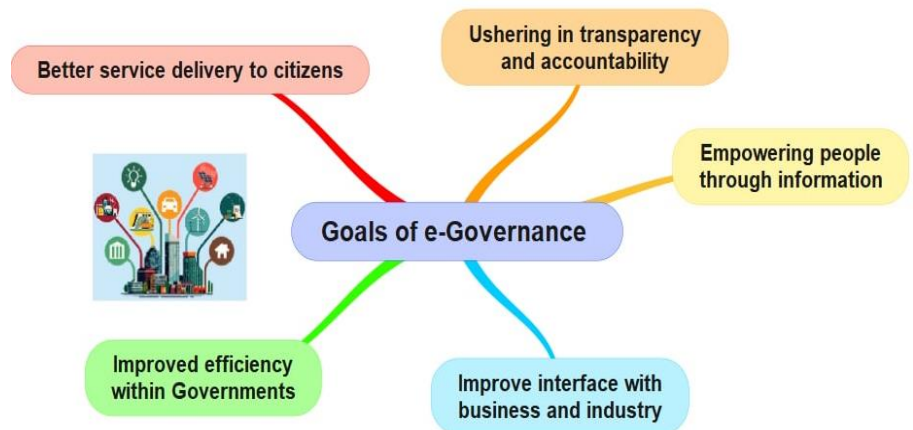 Goals of e-Governance
Better service delivery to citizens
Ushering in transparency
and accountability
Empowering people
through information
Improve interface with
business and industry
Improved efficiency
within Governments